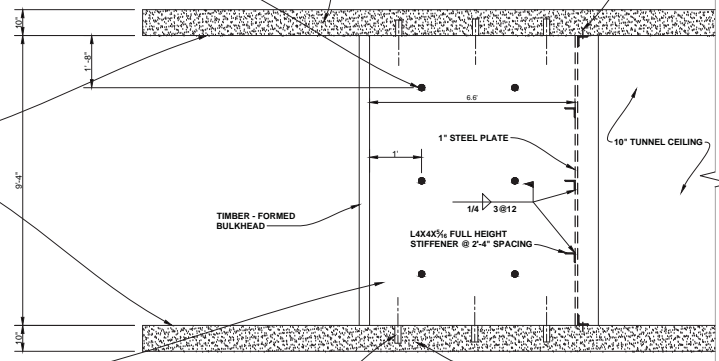 10"
1'-8"
6.6'
1" STEEL PLATE
10" TUNNEL CEILING
1'
9'-4"
1/4 3@12
TIMBER - FORMED
BULKHEAD
L4X4X5/16 FULL HEIGHT
STIFFENER @ 2'-4" SPACING
10"